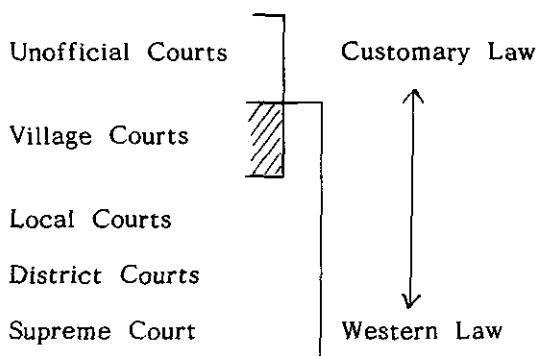 Unofficial Courts Customary Law
Village Courts
Local Courts
District Courts
Supreme Court Western Law